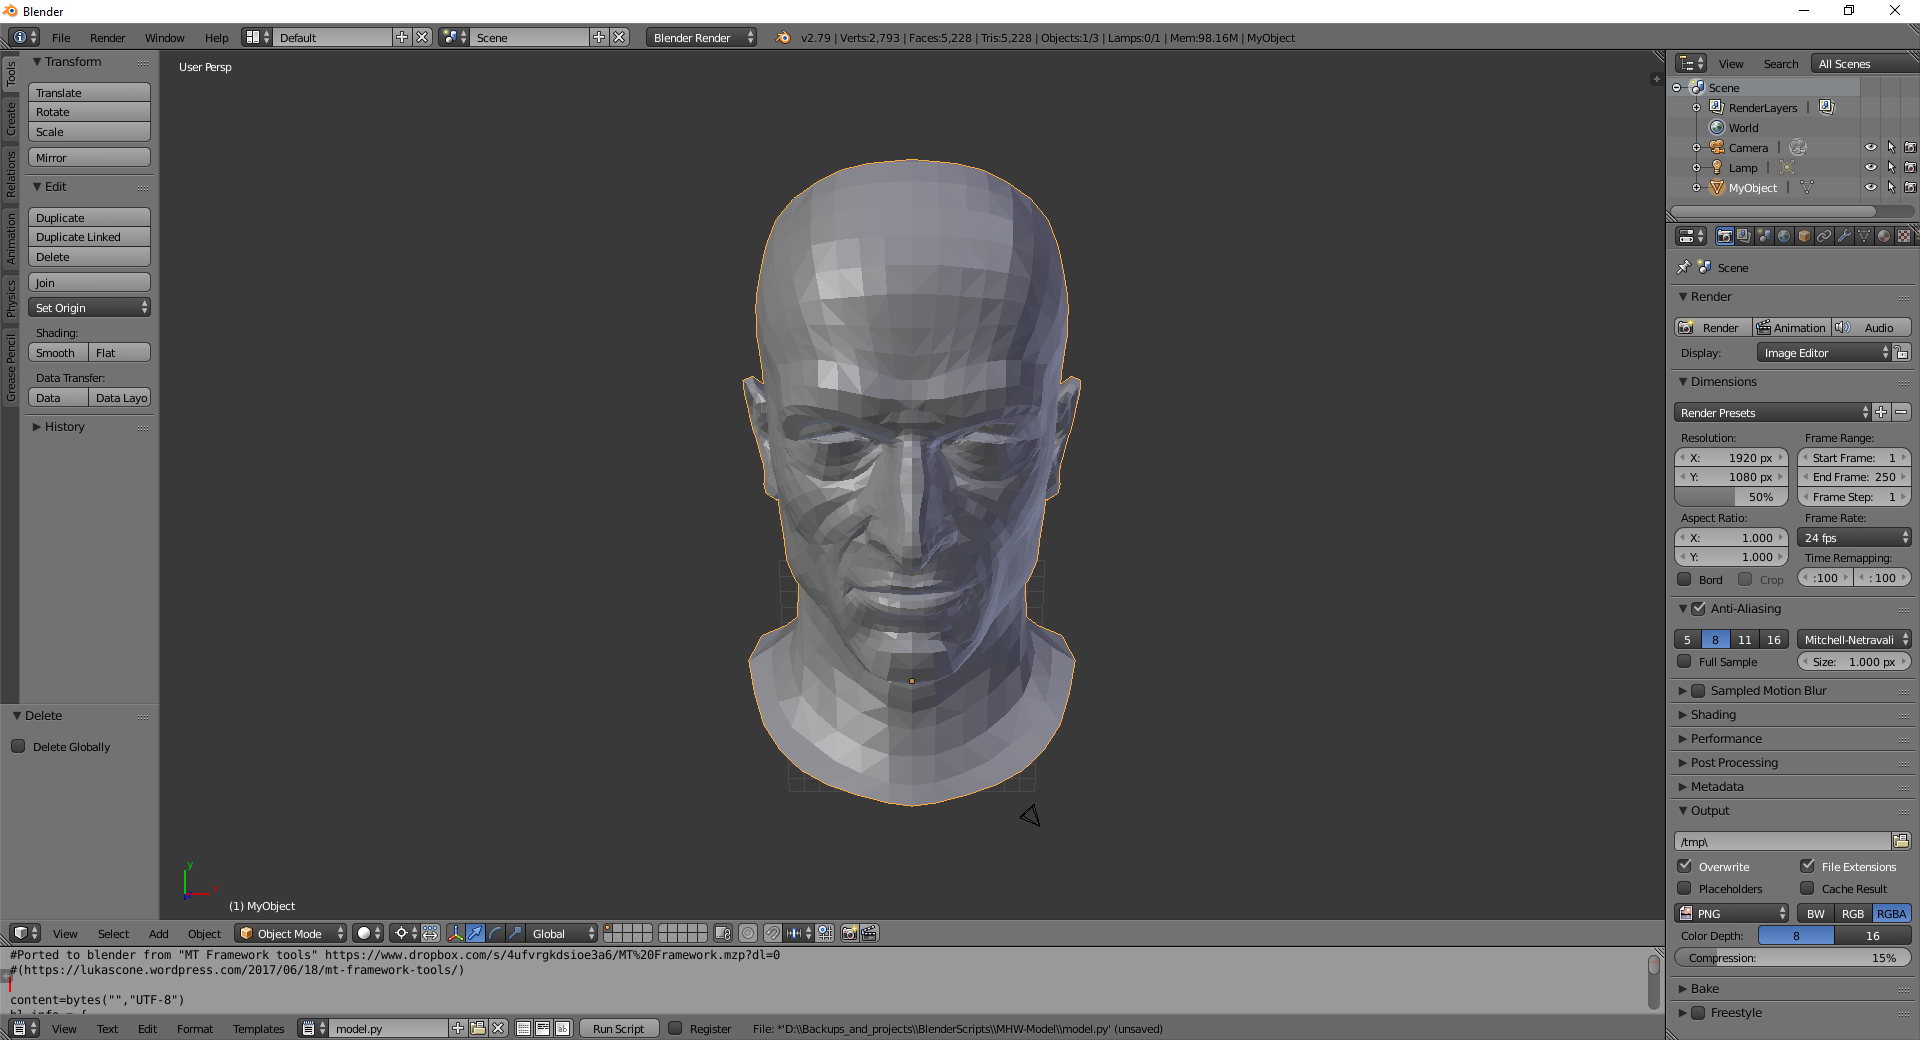 Blender
File Render Window Help Default Scene Blender Render v2.79 | Verts:2,793 | Faces:5,228 | Tris:5,228 | Objects:1/3 | Lamps:0/1 | Mem:98.16M | MyObject
Tools
Create
Relations
Animation
Physics
Grease Pencil
Transform
Translate
Rotate
Scale
Mirror
Edit
Duplicate
Duplicate Linked
Delete
Join
Set Origin
Shading:
Smooth Flat
Data Transfer:
Data Data Layo
History
Delete
Delete Globally
User Persp
y
(1) MyObject
View Select Add Object Object Mode Global
#Ported to blender from "MT Framework tools" https://www.dropbox.com/s/4ufvrgkdsioe3a6/MT%20Framework.mzp?dl=0
#(https://lukascone.wordpress.com/2017/06/18/mt-framework-tools/)
content=bytes("","UTF-8")
bl_info = {
View Text Edit Format Templates model.py Run Script Register File: *'D:\\Backups_and_projects\\BlenderScripts\\MHW-Model\\model.py' (unsaved)
View Search All Scenes
Scene
RenderLayers
World
Camera
Lamp
MyObject
Scene
Render
Render Animation Audio
Display: Image Editor
Dimensions
Render Presets
Resolution: Frame Range:
X: 1920 px Start Frame: 1
Y: 1080 px End Frame: 250
50% Frame Step: 1
Aspect Ratio: Frame Rate:
X: 1.000 24 fps
Y: 1.000 Time Remapping:
Bord Crop :100 : 100
Anti-Aliasing
5 8 11 16 Mitchell-Netravali
Full Sample Size: 1.000 px
Sampled Motion Blur
Shading
Performance
Post Processing
Metadata
Output
/tmp\
Overwrite File Extensions
Placeholders Cache Result
PNG BW RGB RGBA
Color Depth: 8 16
Compression: 15%
Bake
Freestyle